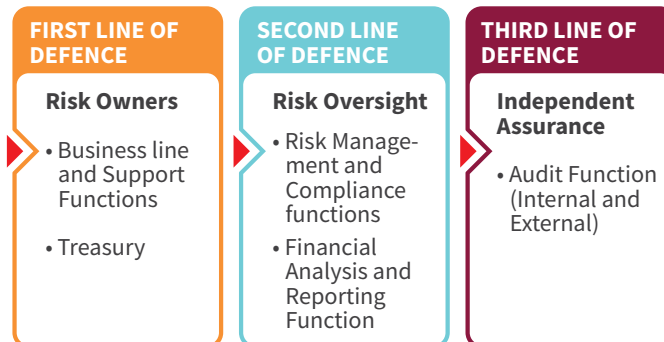 FIRST LINE OF
DEFENCE
Risk Owners
• Business line
and Support
Functions
• Treasury
SECOND LINE
OF DEFENCE
Risk Oversight
• Risk Manage-
ment and
Compliance
functions
• Financial
Analysis and
Reporting
Function
THIRD LINE OF
DEFENCE
Independent
Assurance
• Audit Function
(Internal and
External)